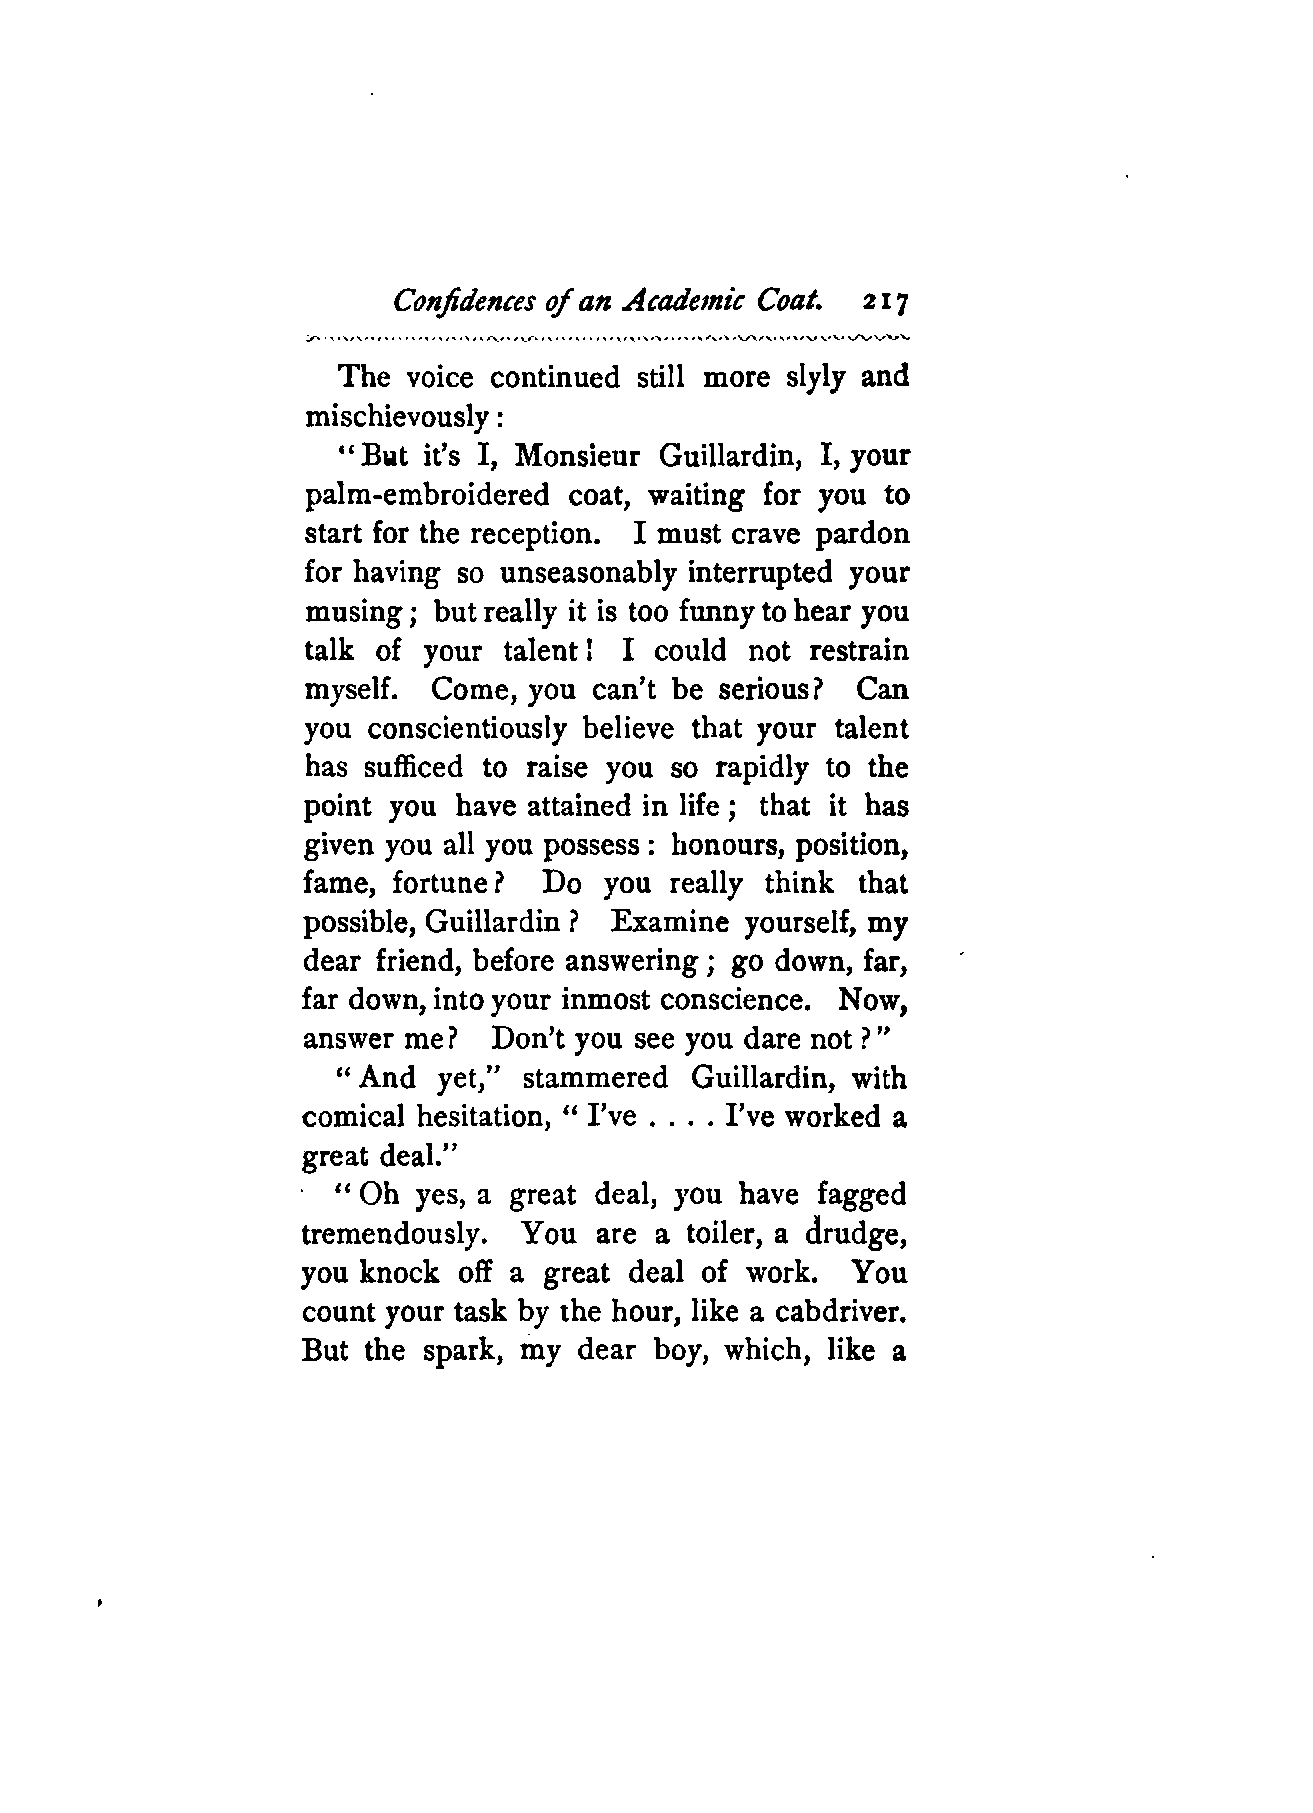 Confidences of an Academic Coat. 217
The voice continued still more slyly and
mischievously :
" But it's I, Monsieur Guillardin, I, your
palm-embroidered coat, waiting for you to
start for the reception. I must crave pardon
for having so unseasonably interrupted your
musing ; but really it is too funny to hear you
talk of your talent ! I could not restrain
myself. Come, you can't be serious? Can
you conscientiously believe that your talent
has sufficed to raise you so rapidly to the
point you have attained in life ; that it has
given you all you possess : honours, position,
fame, fortune ? Do you really think that
possible, Guillardin ? Examine yourself, my
dear friend, before answering ; go down, far,
far down, into your inmost conscience. Now,
answer me ? Don't you see you dare not ? "
" And yet," stammered Guillardin, with
comical hesitation, " I've . . . . I've worked a
great deal."
" Oh yes, a great deal, you have fagged
tremendously. You are a toiler, a drudge,
you knock off a great deal of work. You
count your task by the hour, like a cabdriver.
But the spark, my dear boy, which, like a